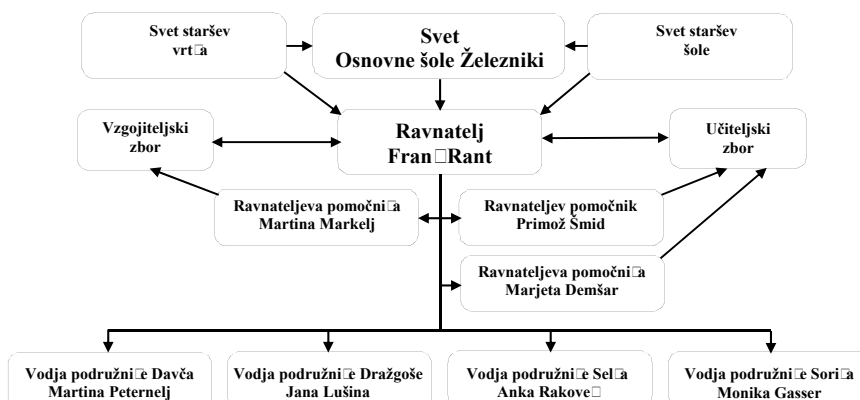 Svet staršev
vrt□a
Svet
Osnovne šole Železniki
Svet staršev
šole
Vzgojiteljski
zbor
Ravnatelj
Fran□Rant
Učiteljski
zbor
Ravnateljeva pomočni□a
Martina Markelj
Ravnateljev pomočnik
Primož Šmid
Ravnateljeva pomočni□a
Marjeta Demšar
Vodja podružni□e Davča
Martina Peternelj
Vodja podružni□e Dražgoše
Jana Lušina
Vodja podružni□e Sel□a
Anka Rakove□
Vodja podružni□e Sori□a
Monika Gasser